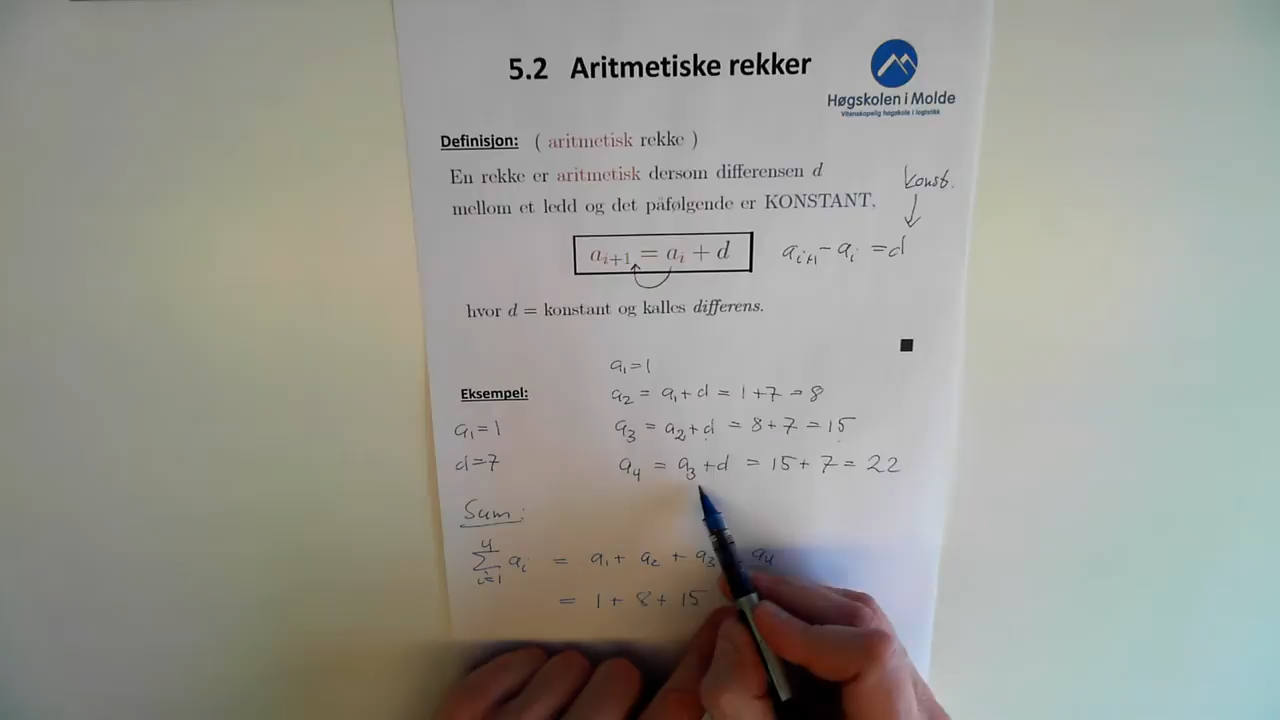 5.2 Aritmetiske rekker
Høgskolen i Molde
Vitenskapelig høgskole i logistikk
Definisjon: ( aritmetisk rekke )
En rekke er aritmetisk dersom differensen d
mellom et ledd og det påfølgende er KONSTANT,
konst.
a_{i+1} = a_i + d
a_{i+1} - a_i = d
hvor d = konstant og kalles differens.
Eksempel:
a_1 = 1
d = 7
a_1 = 1
a_2 = a_1 + d = 1 + 7 = 8
a_3 = a_2 + d = 8 + 7 = 15
a_4 = a_3 + d = 15 + 7 = 22
Sum:
∑_{i=1}^{4} a_i = a_1 + a_2 + a_3 a_4
= 1 + 8 + 15